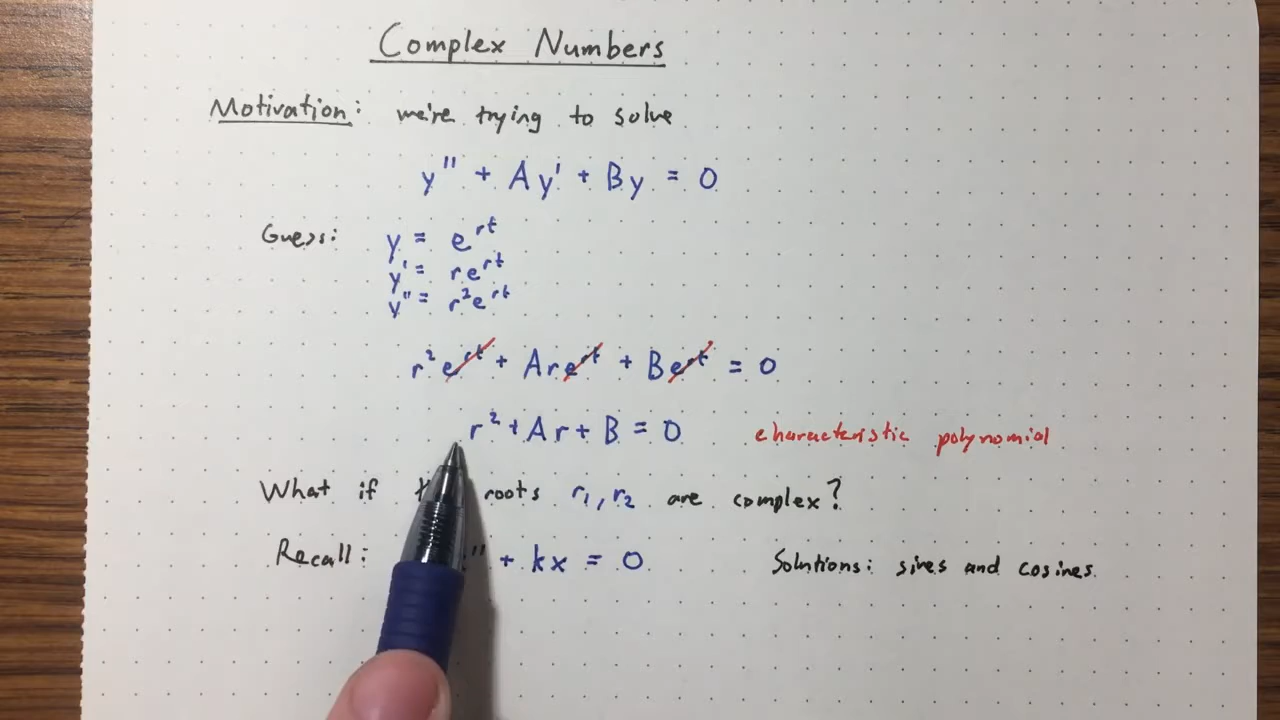 Complex Numbers
Motivation: we're trying to solve
y'' + Ay' + By = 0
Guess: y = e^{rt}
y' = re^{rt}
y'' = r²e^{rt}
r²e^{rt} + Are^{rt} + Be^{rt} = 0
r² + Ar + B = 0 characteristic polynomial
What if roots r₁, r₂ are complex?
Recall: '' + kx = 0 Solutions: sines and cosines.